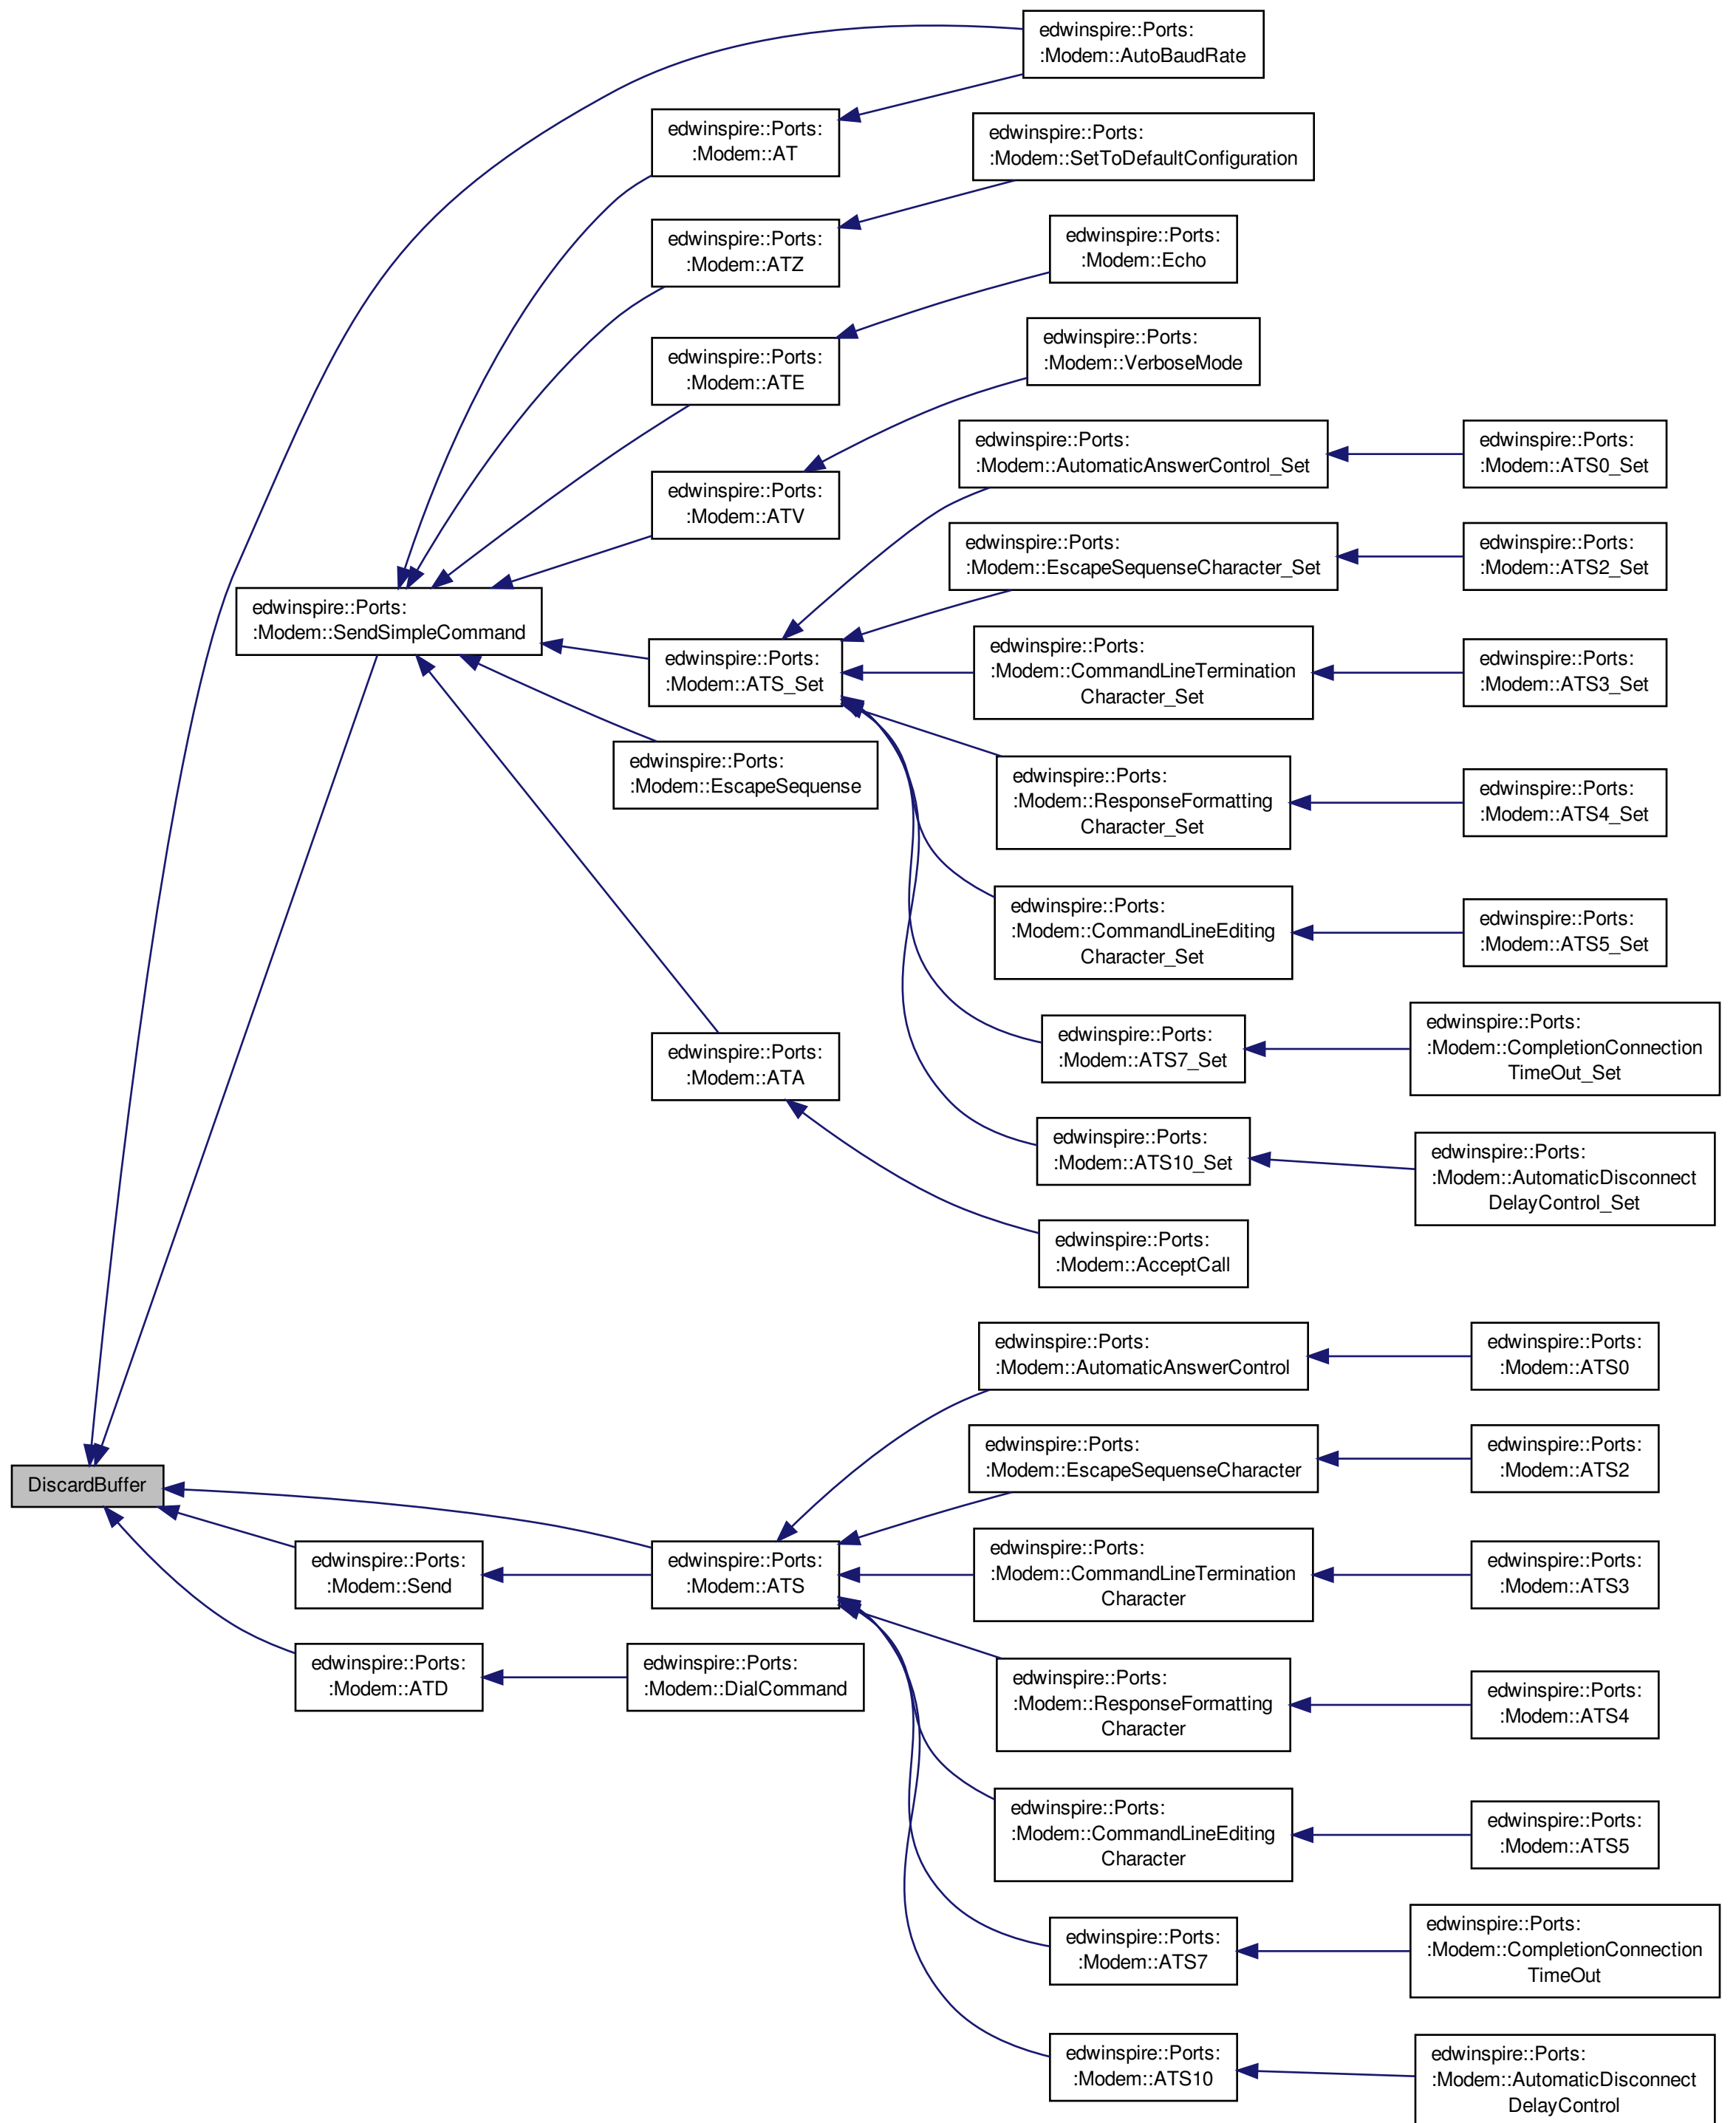 edwinspire::Ports:
:Modem::AutoBaudRate
edwinspire::Ports:
:Modem::AT
edwinspire::Ports:
:Modem::SetToDefaultConfiguration
edwinspire::Ports:
:Modem::ATZ
edwinspire::Ports:
:Modem::Echo
edwinspire::Ports:
:Modem::ATE
edwinspire::Ports:
:Modem::VerboseMode
edwinspire::Ports:
:Modem::ATV
edwinspire::Ports:
:Modem::AutomaticAnswerControl_Set
edwinspire::Ports:
:Modem::ATS0_Set
edwinspire::Ports:
:Modem::EscapeSequenseCharacter_Set
edwinspire::Ports:
:Modem::ATS2_Set
edwinspire::Ports:
:Modem::SendSimpleCommand
edwinspire::Ports:
:Modem::ATS_Set
edwinspire::Ports:
:Modem::CommandLineTermination
Character_Set
edwinspire::Ports:
:Modem::ATS3_Set
edwinspire::Ports:
:Modem::EscapeSequense
edwinspire::Ports:
:Modem::ResponseFormatting
Character_Set
edwinspire::Ports:
:Modem::ATS4_Set
edwinspire::Ports:
:Modem::CommandLineEditing
Character_Set
edwinspire::Ports:
:Modem::ATS5_Set
edwinspire::Ports:
:Modem::ATA
edwinspire::Ports:
:Modem::ATS7_Set
edwinspire::Ports:
:Modem::CompletionConnection
TimeOut_Set
edwinspire::Ports:
:Modem::ATS10_Set
edwinspire::Ports:
:Modem::AutomaticDisconnect
DelayControl_Set
edwinspire::Ports:
:Modem::AcceptCall
edwinspire::Ports:
:Modem::AutomaticAnswerControl
edwinspire::Ports:
:Modem::ATS0
edwinspire::Ports:
:Modem::EscapeSequenseCharacter
edwinspire::Ports:
:Modem::ATS2
DiscardBuffer
edwinspire::Ports:
:Modem::Send
edwinspire::Ports:
:Modem::ATS
edwinspire::Ports:
:Modem::CommandLineTermination
Character
edwinspire::Ports:
:Modem::ATS3
edwinspire::Ports:
:Modem::ATD
edwinspire::Ports:
:Modem::DialCommand
edwinspire::Ports:
:Modem::ResponseFormatting
Character
edwinspire::Ports:
:Modem::ATS4
edwinspire::Ports:
:Modem::CommandLineEditing
Character
edwinspire::Ports:
:Modem::ATS5
edwinspire::Ports:
:Modem::ATS7
edwinspire::Ports:
:Modem::CompletionConnection
TimeOut
edwinspire::Ports:
:Modem::ATS10
edwinspire::Ports:
:Modem::AutomaticDisconnect
DelayControl